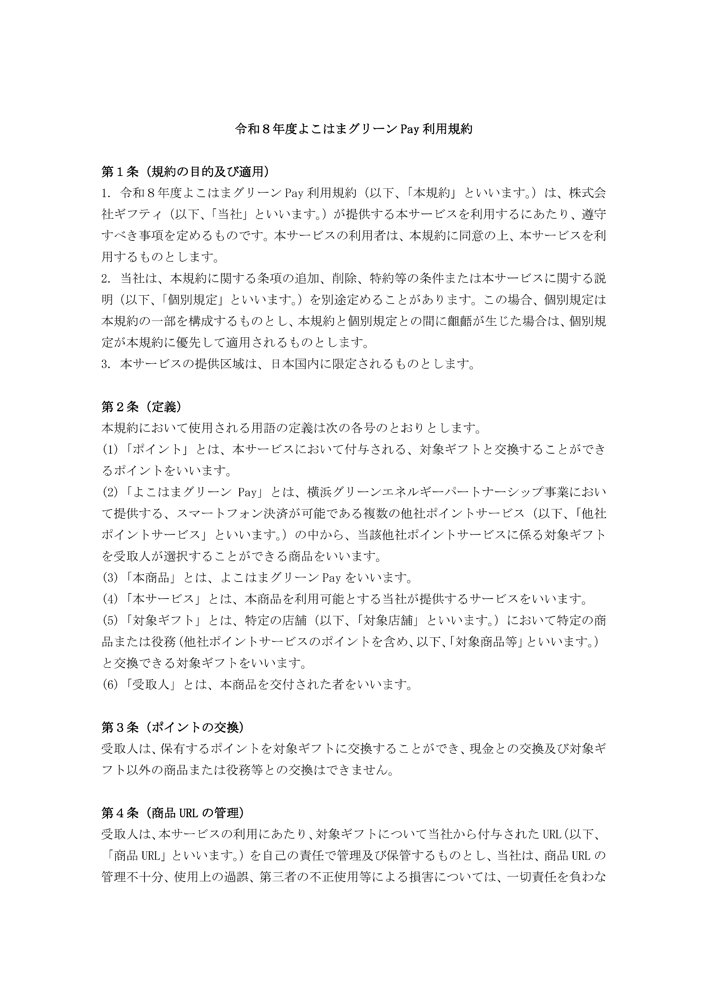 令和８年度よこはまグリーン Pay 利用規約
第１条（規約の目的及び適用）
1. 令和８年度よこはまグリーン Pay 利用規約（以下、「本規約」といいます。）は、株式会
社ギフティ（以下、「当社」といいます。）が提供する本サービスを利用するにあたり、遵守
すべき事項を定めるものです。本サービスの利用者は、本規約に同意の上、本サービスを利
用するものとします。
2. 当社は、本規約に関する条項の追加、削除、特約等の条件または本サービスに関する説
明（以下、「個別規定」といいます。）を別途定めることがあります。この場合、個別規定は
本規約の一部を構成するものとし、本規約と個別規定との間に齟齬が生じた場合は、個別規
定が本規約に優先して適用されるものとします。
3. 本サービスの提供区域は、日本国内に限定されるものとします。
第２条（定義）
本規約において使用される用語の定義は次の各号のとおりとします。
(1)「ポイント」とは、本サービスにおいて付与される、対象ギフトと交換することができ
るポイントをいいます。
(2)「よこはまグリーン Pay」とは、横浜グリーンエネルギーパートナーシップ事業におい
て提供する、スマートフォン決済が可能である複数の他社ポイントサービス（以下、「他社
ポイントサービス」といいます。）の中から、当該他社ポイントサービスに係る対象ギフト
を受取人が選択することができる商品をいいます。
(3)「本商品」とは、よこはまグリーン Pay をいいます。
(4)「本サービス」とは、本商品を利用可能とする当社が提供するサービスをいいます。
(5)「対象ギフト」とは、特定の店舗（以下、「対象店舗」といいます。）において特定の商
品または役務（他社ポイントサービスのポイントを含め、以下、「対象商品等」といいます。）
と交換できる対象ギフトをいいます。
(6)「受取人」とは、本商品を交付された者をいいます。
第３条（ポイントの交換）
受取人は、保有するポイントを対象ギフトに交換することができ、現金との交換及び対象ギ
フト以外の商品または役務等との交換はできません。
第４条（商品 URL の管理）
受取人は、本サービスの利用にあたり、対象ギフトについて当社から付与された URL（以下、
「商品 URL」といいます。）を自己の責任で管理及び保管するものとし、当社は、商品 URL の
管理不十分、使用上の過誤、第三者の不正使用等による損害については、一切責任を負わな